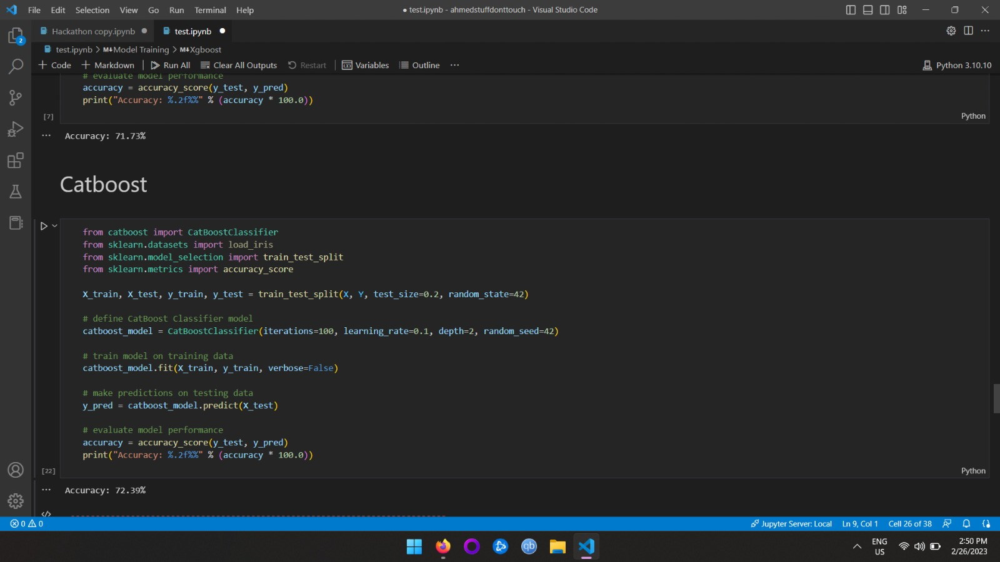 File Edit Selection View Go Run Terminal Help
● test.ipynb - ahmedstuffdonttouch - Visual Studio Code
2
Hackathon copy.ipynb ● test.ipynb ●
test.ipynb > M↓Model Training > M↓Xgboost
+ Code + Markdown | Run All Clear All Outputs Restart | Variables Outline ...
Python 3.10.10
# evaluate model performance
accuracy = accuracy_score(y_test, y_pred)
print("Accuracy: %.2f%%" % (accuracy * 100.0))
[7]
Python
... Accuracy: 71.73%
Catboost
from catboost import CatBoostClassifier
from sklearn.datasets import load_iris
from sklearn.model_selection import train_test_split
from sklearn.metrics import accuracy_score
X_train, X_test, y_train, y_test = train_test_split(X, Y, test_size=0.2, random_state=42)
# define CatBoost Classifier model
catboost_model = CatBoostClassifier(iterations=100, learning_rate=0.1, depth=2, random_seed=42)
# train model on training data
catboost_model.fit(X_train, y_train, verbose=False)
# make predictions on testing data
y_pred = catboost_model.predict(X_test)
# evaluate model performance
accuracy = accuracy_score(y_test, y_pred)
print("Accuracy: %.2f%%" % (accuracy * 100.0))
[22]
Python
... Accuracy: 72.39%
</>
0 0
Jupyter Server: Local Ln 9, Col 1 Cell 26 of 38
qb
ENG
US
2:50 PM
2/26/2023